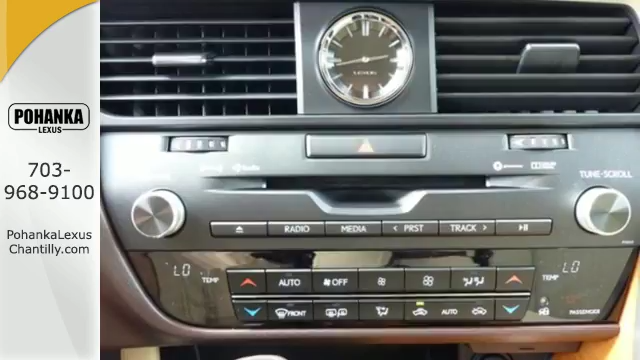 LEXUS
POHANKA
LEXUS
703-
968-9100
PohankaLexus
Chantilly.com
TUNE•SCROLL
RADIO MEDIA < PRST TRACK >
LO TEMP AUTO OFF TEMP LO
FRONT AUTO PASSENGER